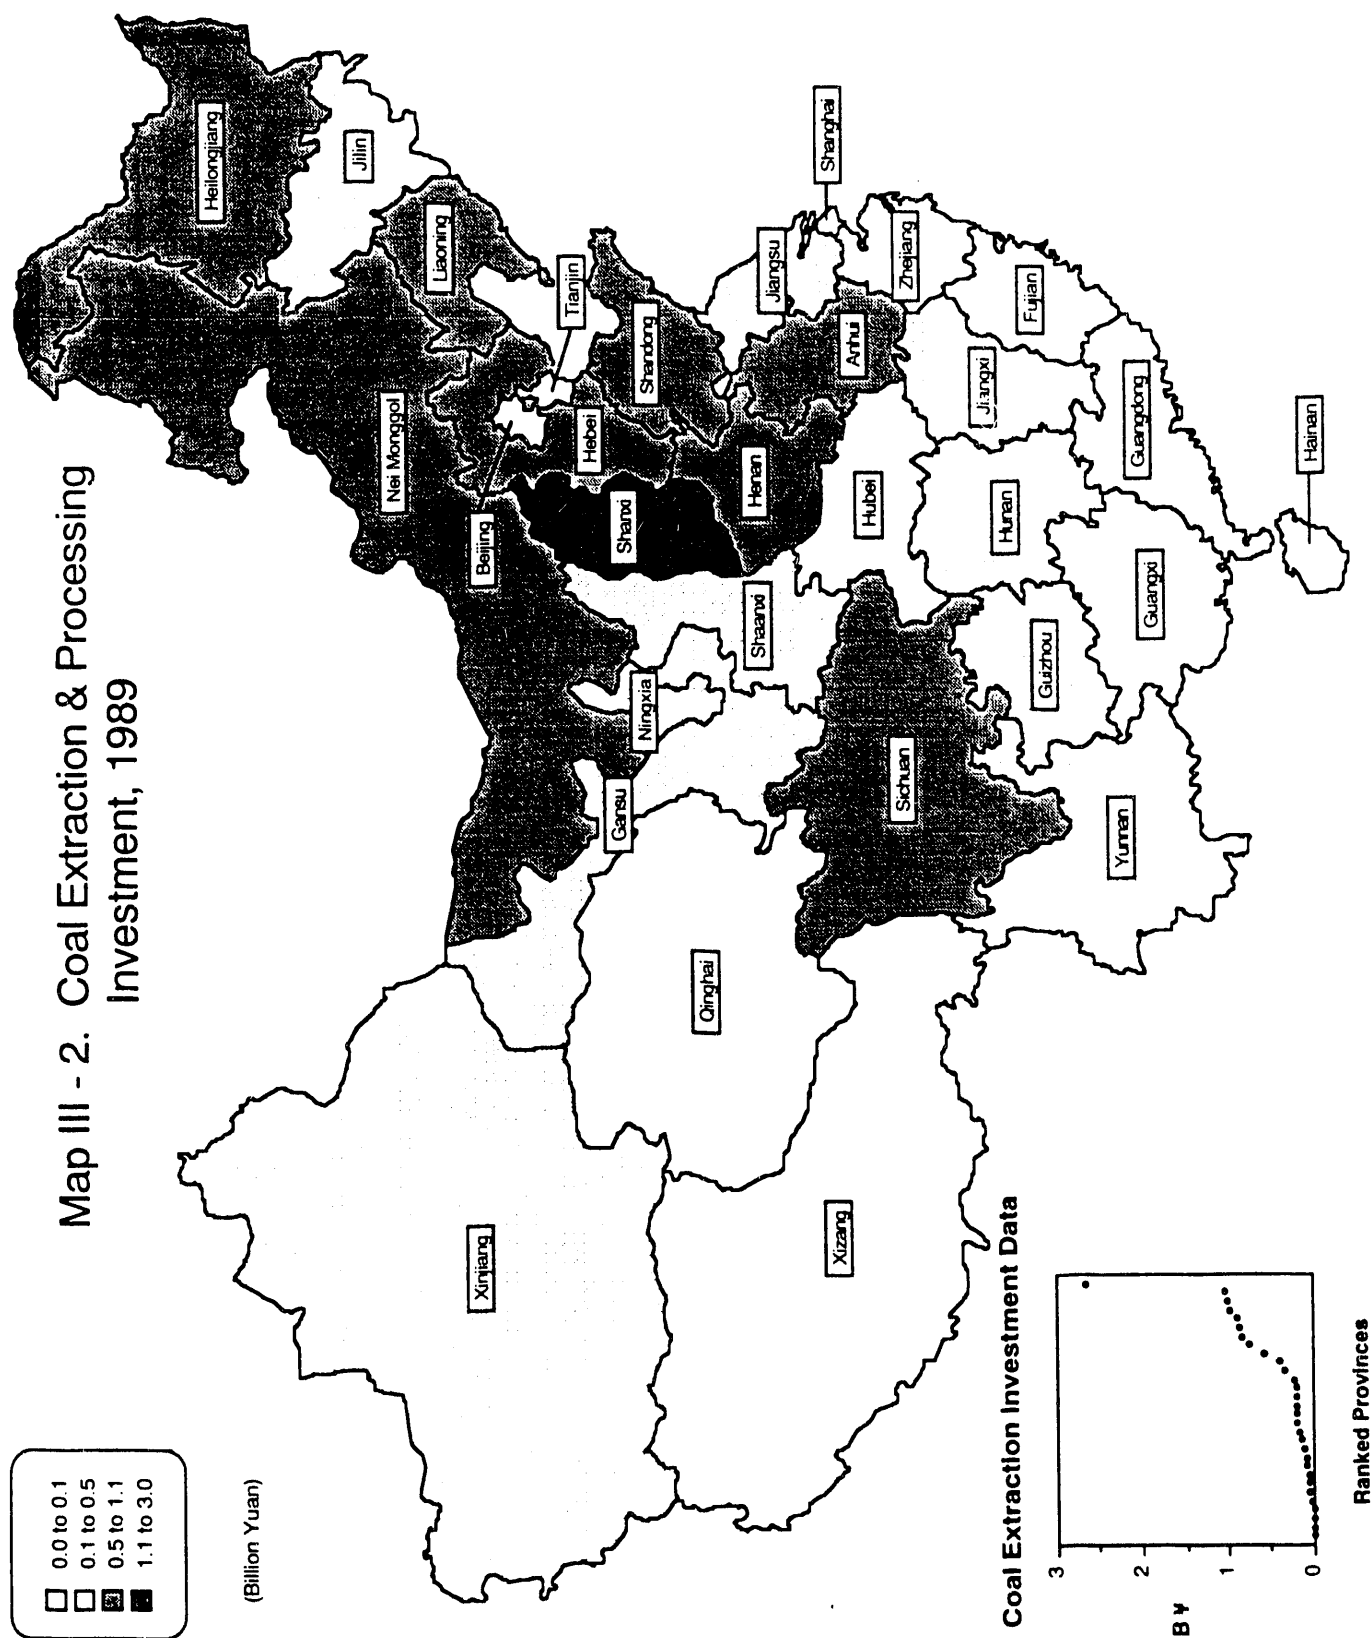 Map III - 2. Coal Extraction & Processing
Investment, 1989
0.0 to 0.1
0.1 to 0.5
0.5 to 1.1
1.1 to 3.0
(Billion Yuan)
Heilongjiang
Jilin
Liaoning
Nei Monggol
Beijing
Tianjin
Hebei
Shanxi
Shandong
Henan
Jiangsu
Shanghai
Anhui
Zhejiang
Shaanxi
Ningxia
Gansu
Xinjiang
Qinghai
Xizang
Sichuan
Hubei
Hunan
Jiangxi
Fujian
Guizhou
Yunnan
Guangxi
Guangdong
Hainan
Coal Extraction Investment Data
3
2
1
0
B ¥
Ranked Provinces